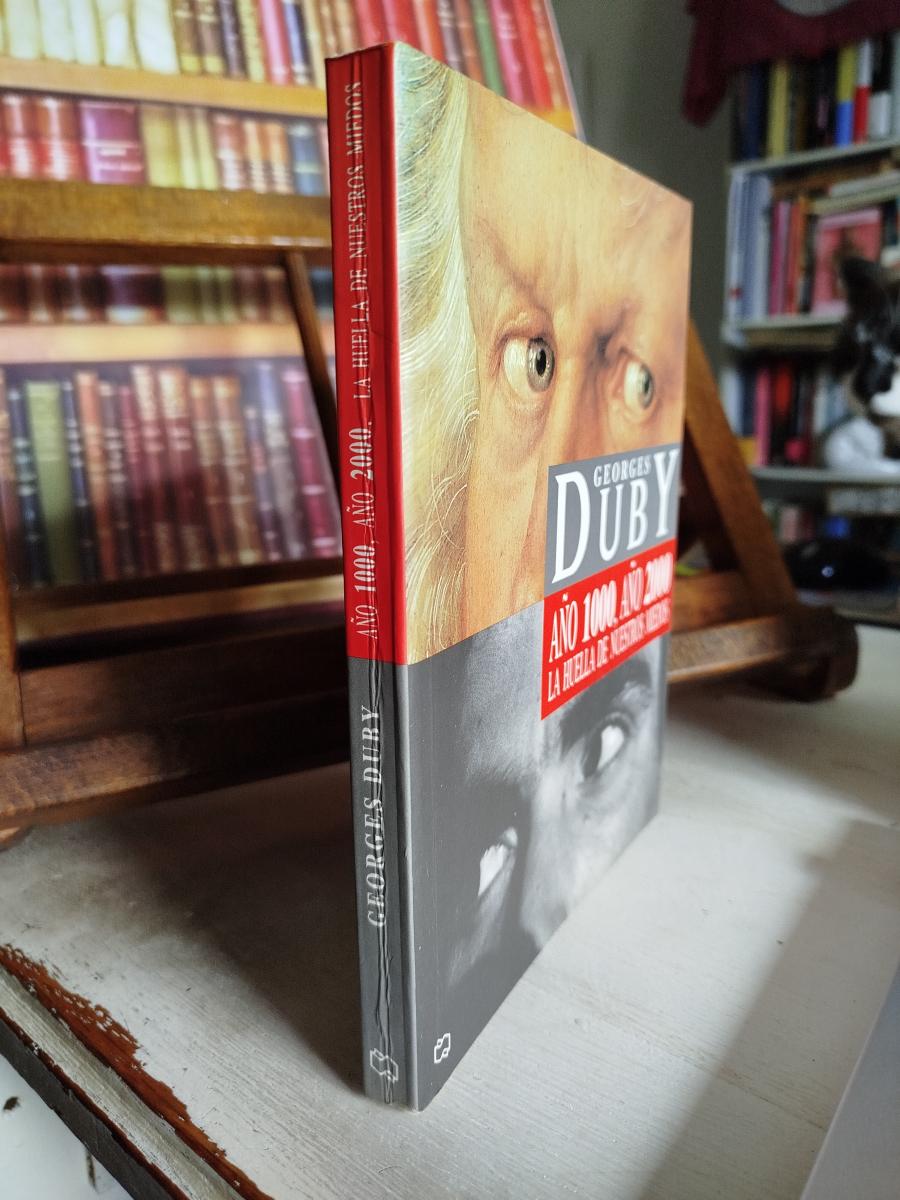 AÑO 1000, AÑO 2000. LA HUELLA DE NUESTROS MIEDOS
GEORGES DUBY
GEORGES
DUBY
AÑO 1000, AÑO 2000
LA HUELLA DE NUESTROS MIEDOS